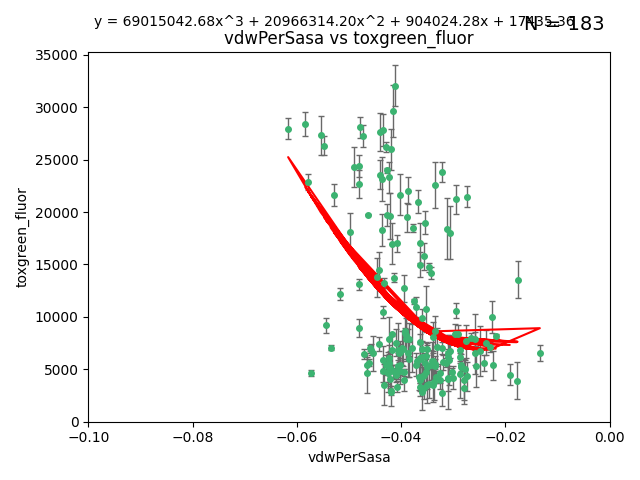 y = 69015042.68x^3 + 20966314.20x^2 + 904024.28x + 17435.36
N = 183
vdwPerSasa vs toxgreen_fluor
35000
30000
25000
20000
15000
10000
5000
0
toxgreen_fluor
−0.10 −0.08 −0.06 −0.04 −0.02 0.00
vdwPerSasa